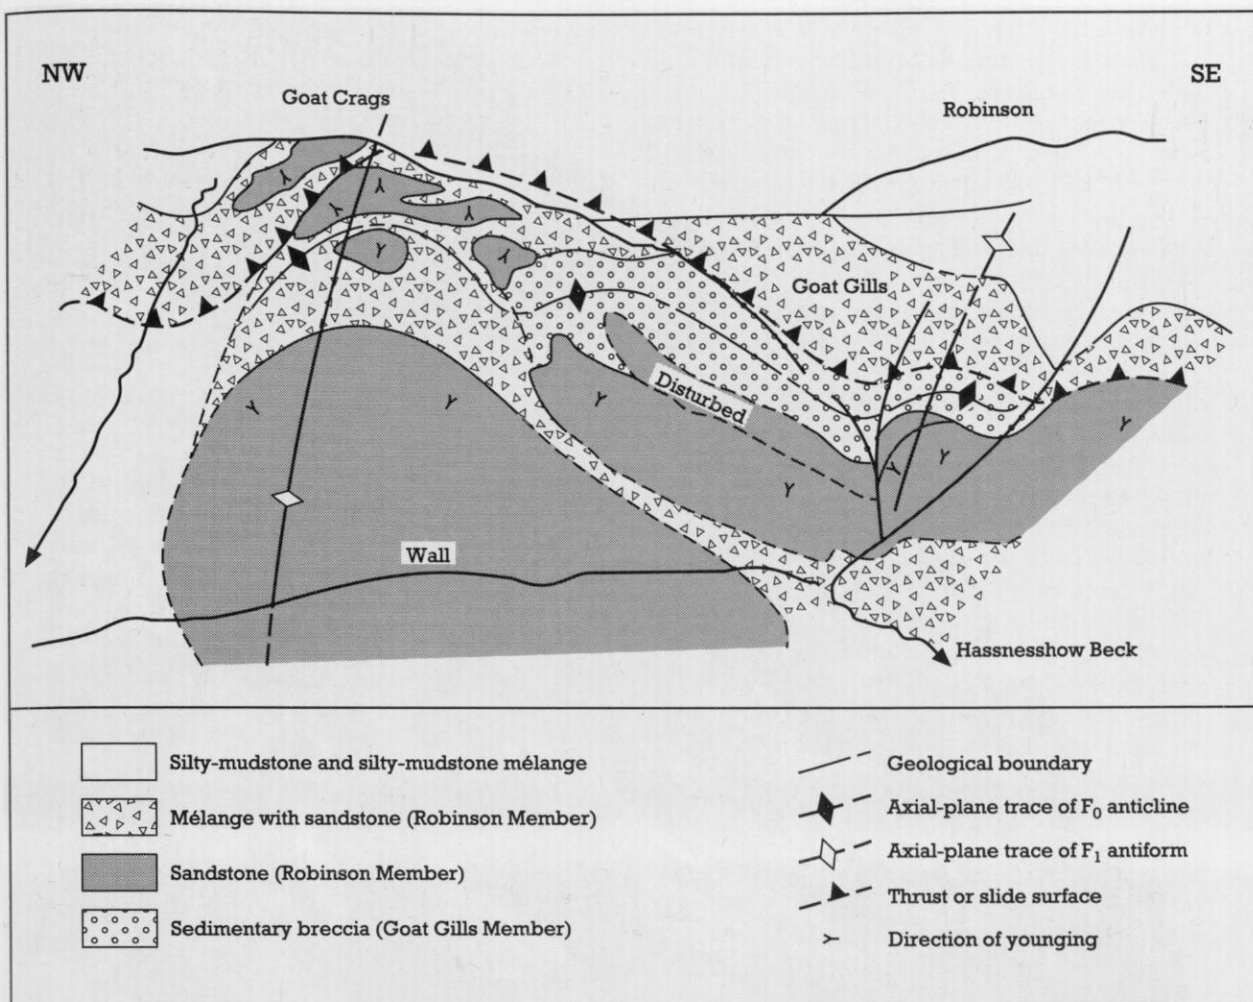 NW
SE
Goat Crags
Robinson
Goat Gills
Disturbed
Wall
Hassnesshow Beck
Silty-mudstone and silty-mudstone mélange
Mélange with sandstone (Robinson Member)
Sandstone (Robinson Member)
Sedimentary breccia (Goat Gills Member)
Geological boundary
Axial-plane trace of F₀ anticline
Axial-plane trace of F₁ antiform
Thrust or slide surface
Direction of younging